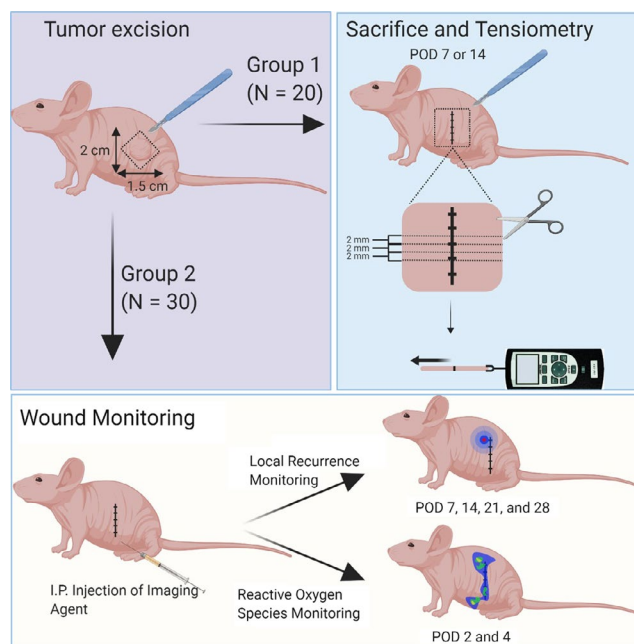 Tumor excision
Group 1
(N = 20)
2 cm
1.5 cm
Group 2
(N = 30)
Sacrifice and Tensiometry
POD 7 or 14
2 mm
2 mm
2 mm
Wound Monitoring
I.P. Injection of Imaging
Agent
Local Recurrence
Monitoring
POD 7, 14, 21, and 28
Reactive Oxygen
Species Monitoring
POD 2 and 4